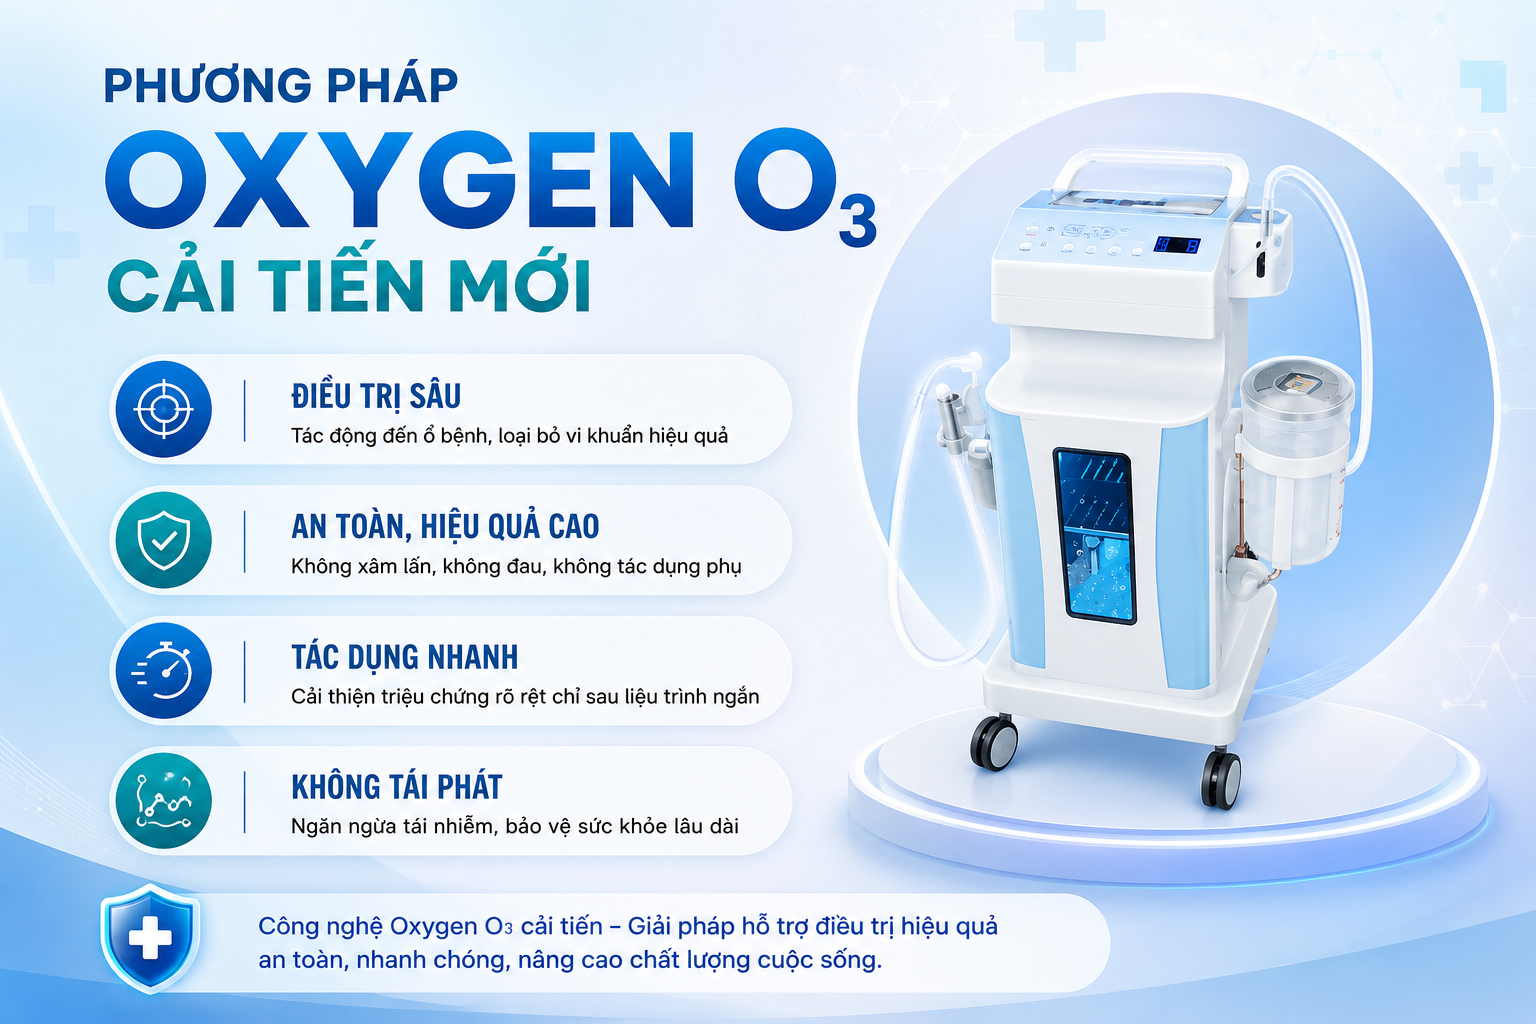 PHƯƠNG PHÁP
OXYGEN O₃
CẢI TIẾN MỚI
ĐIỀU TRỊ SÂU
Tác động đến ổ bệnh, loại bỏ vi khuẩn hiệu quả
AN TOÀN, HIỆU QUẢ CAO
Không xâm lấn, không đau, không tác dụng phụ
TÁC DỤNG NHANH
Cải thiện triệu chứng rõ rệt chỉ sau liệu trình ngắn
KHÔNG TÁI PHÁT
Ngăn ngừa tái nhiễm, bảo vệ sức khỏe lâu dài
Công nghệ Oxygen O₃ cải tiến – Giải pháp hỗ trợ điều trị hiệu quả
an toàn, nhanh chóng, nâng cao chất lượng cuộc sống.